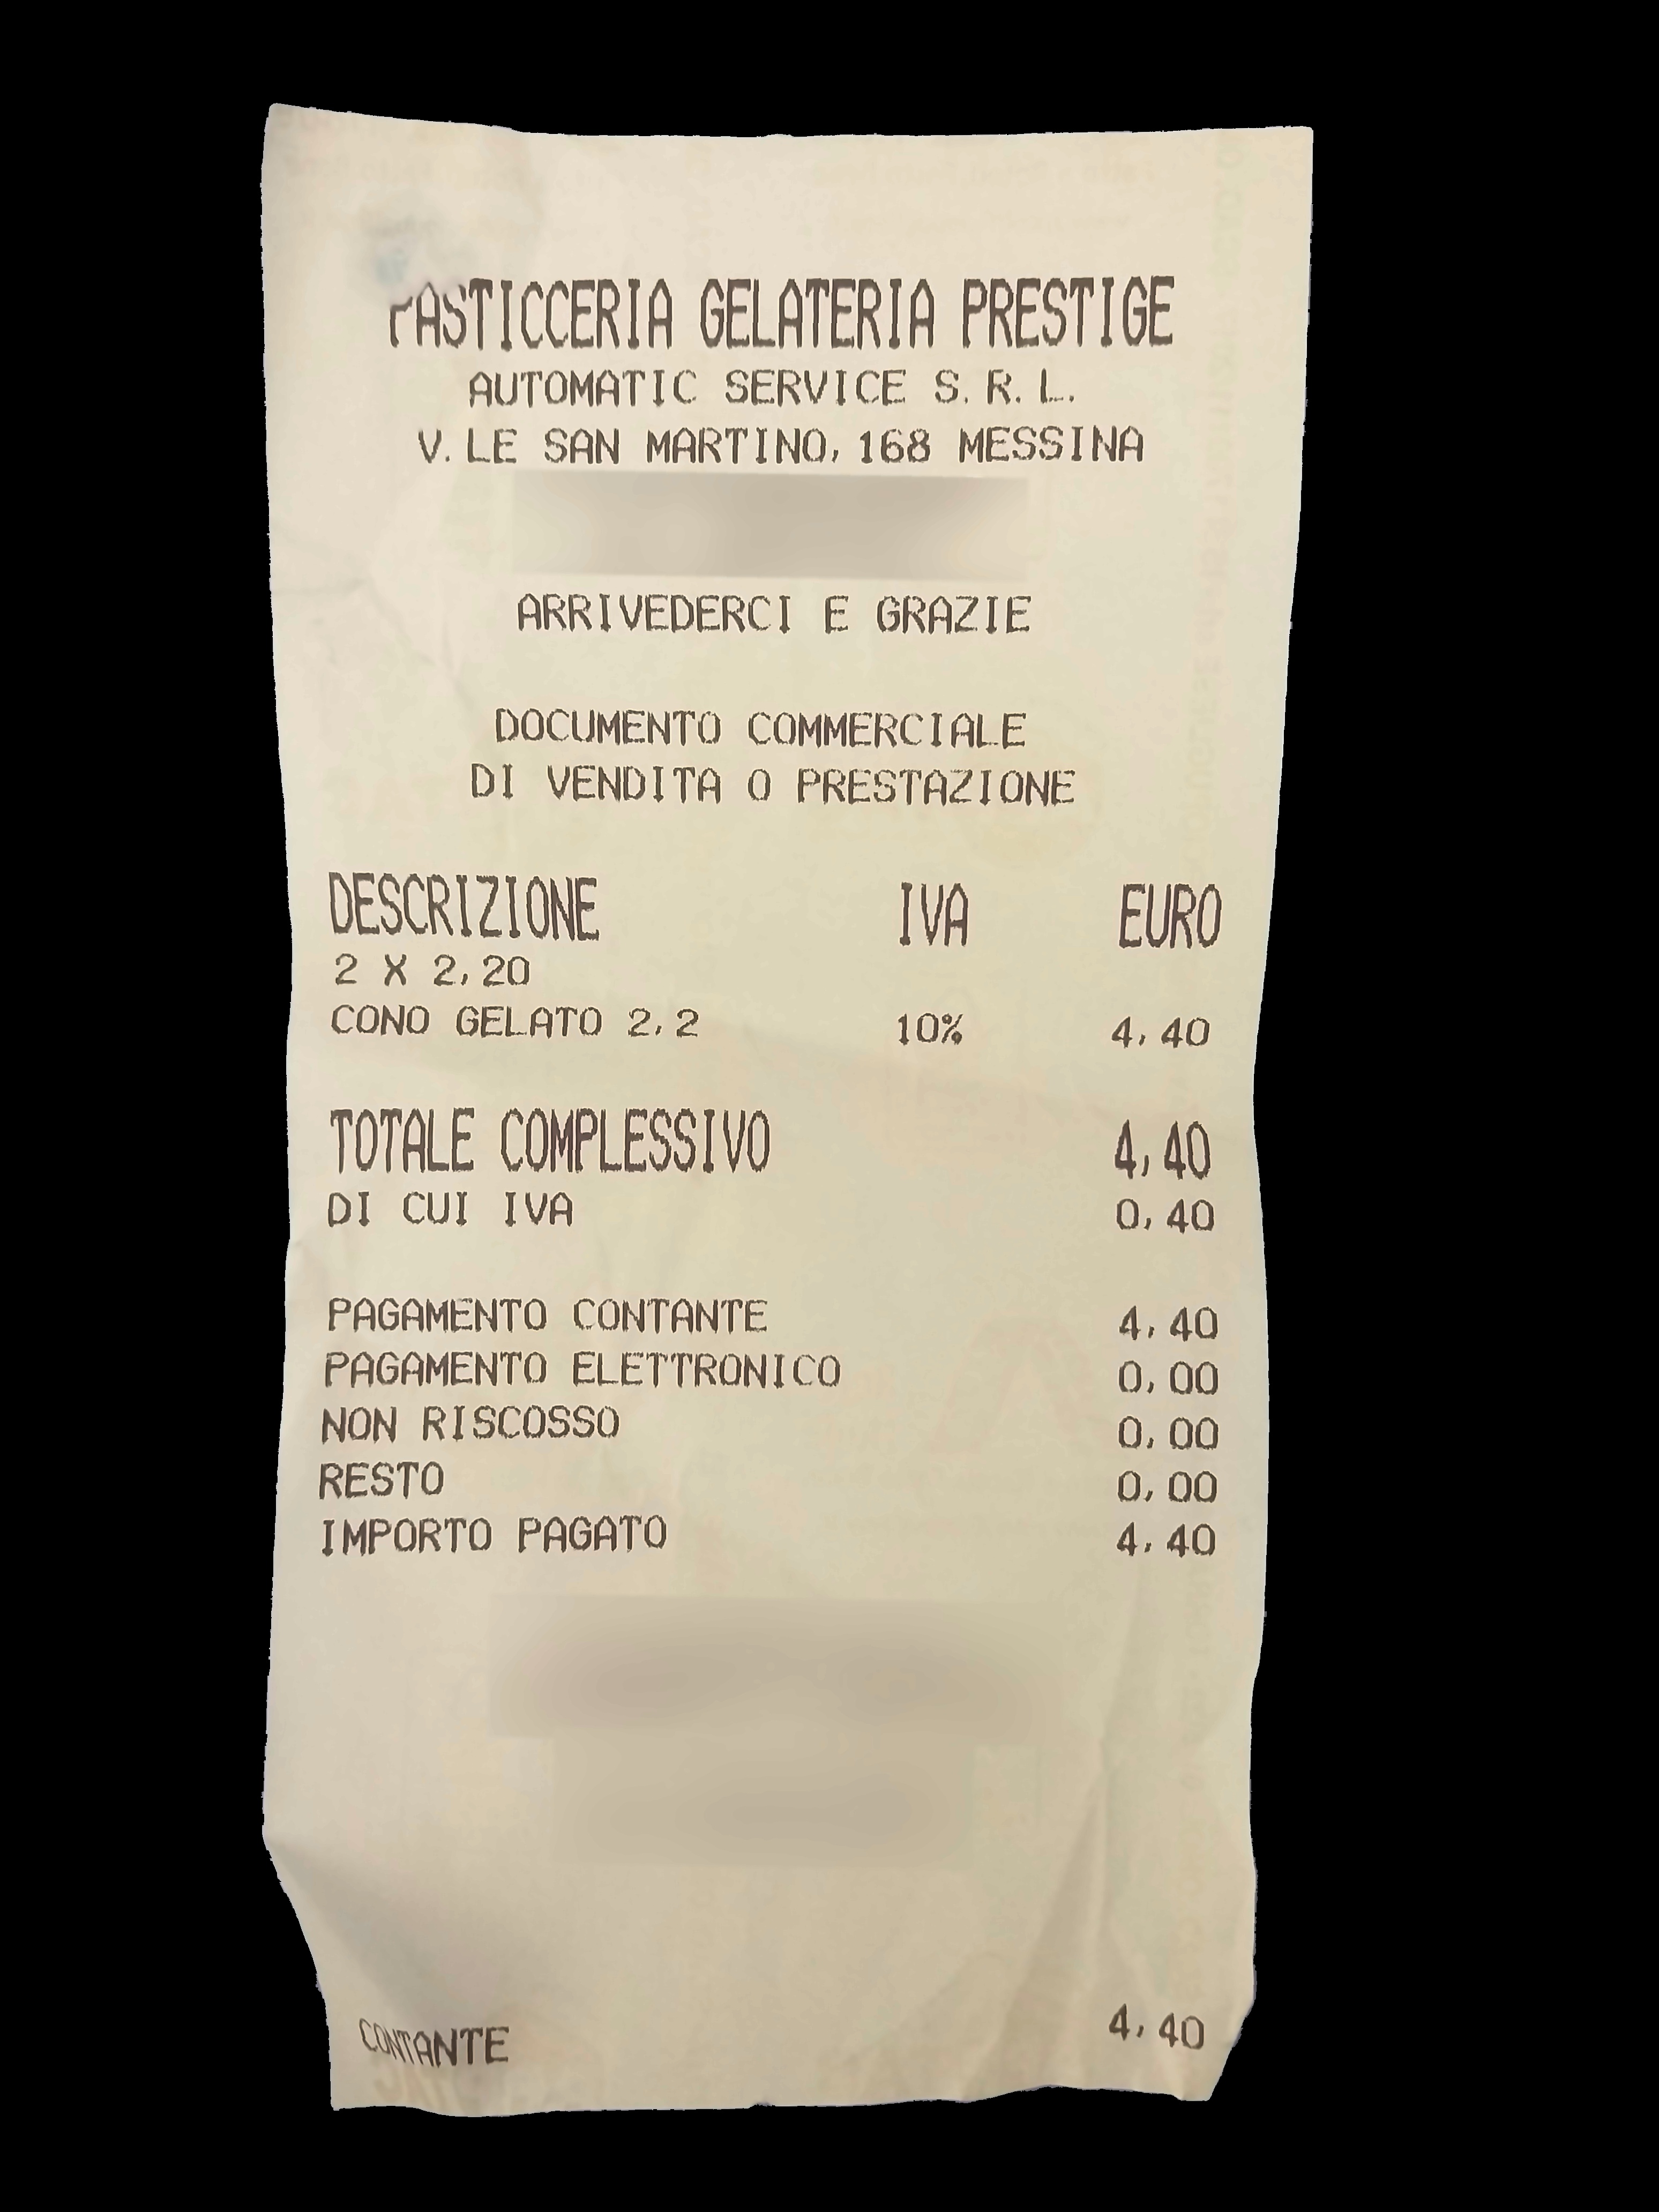 PASTICCERIA GELATERIA PRESTIGE
AUTOMATIC SERVICE S.R.L.
V.LE SAN MARTINO, 168 MESSINA
ARRIVEDERCI E GRAZIE
DOCUMENTO COMMERCIALE
DI VENDITA O PRESTAZIONE
DESCRIZIONE IVA EURO
2 X 2,20
CONO GELATO 2.2 10% 4,40
TOTALE COMPLESSIVO 4,40
DI CUI IVA 0,40
PAGAMENTO CONTANTE 4,40
PAGAMENTO ELETTRONICO 0,00
NON RISCOSSO 0,00
RESTO 0,00
IMPORTO PAGATO 4,40
CONTANTE 4,40